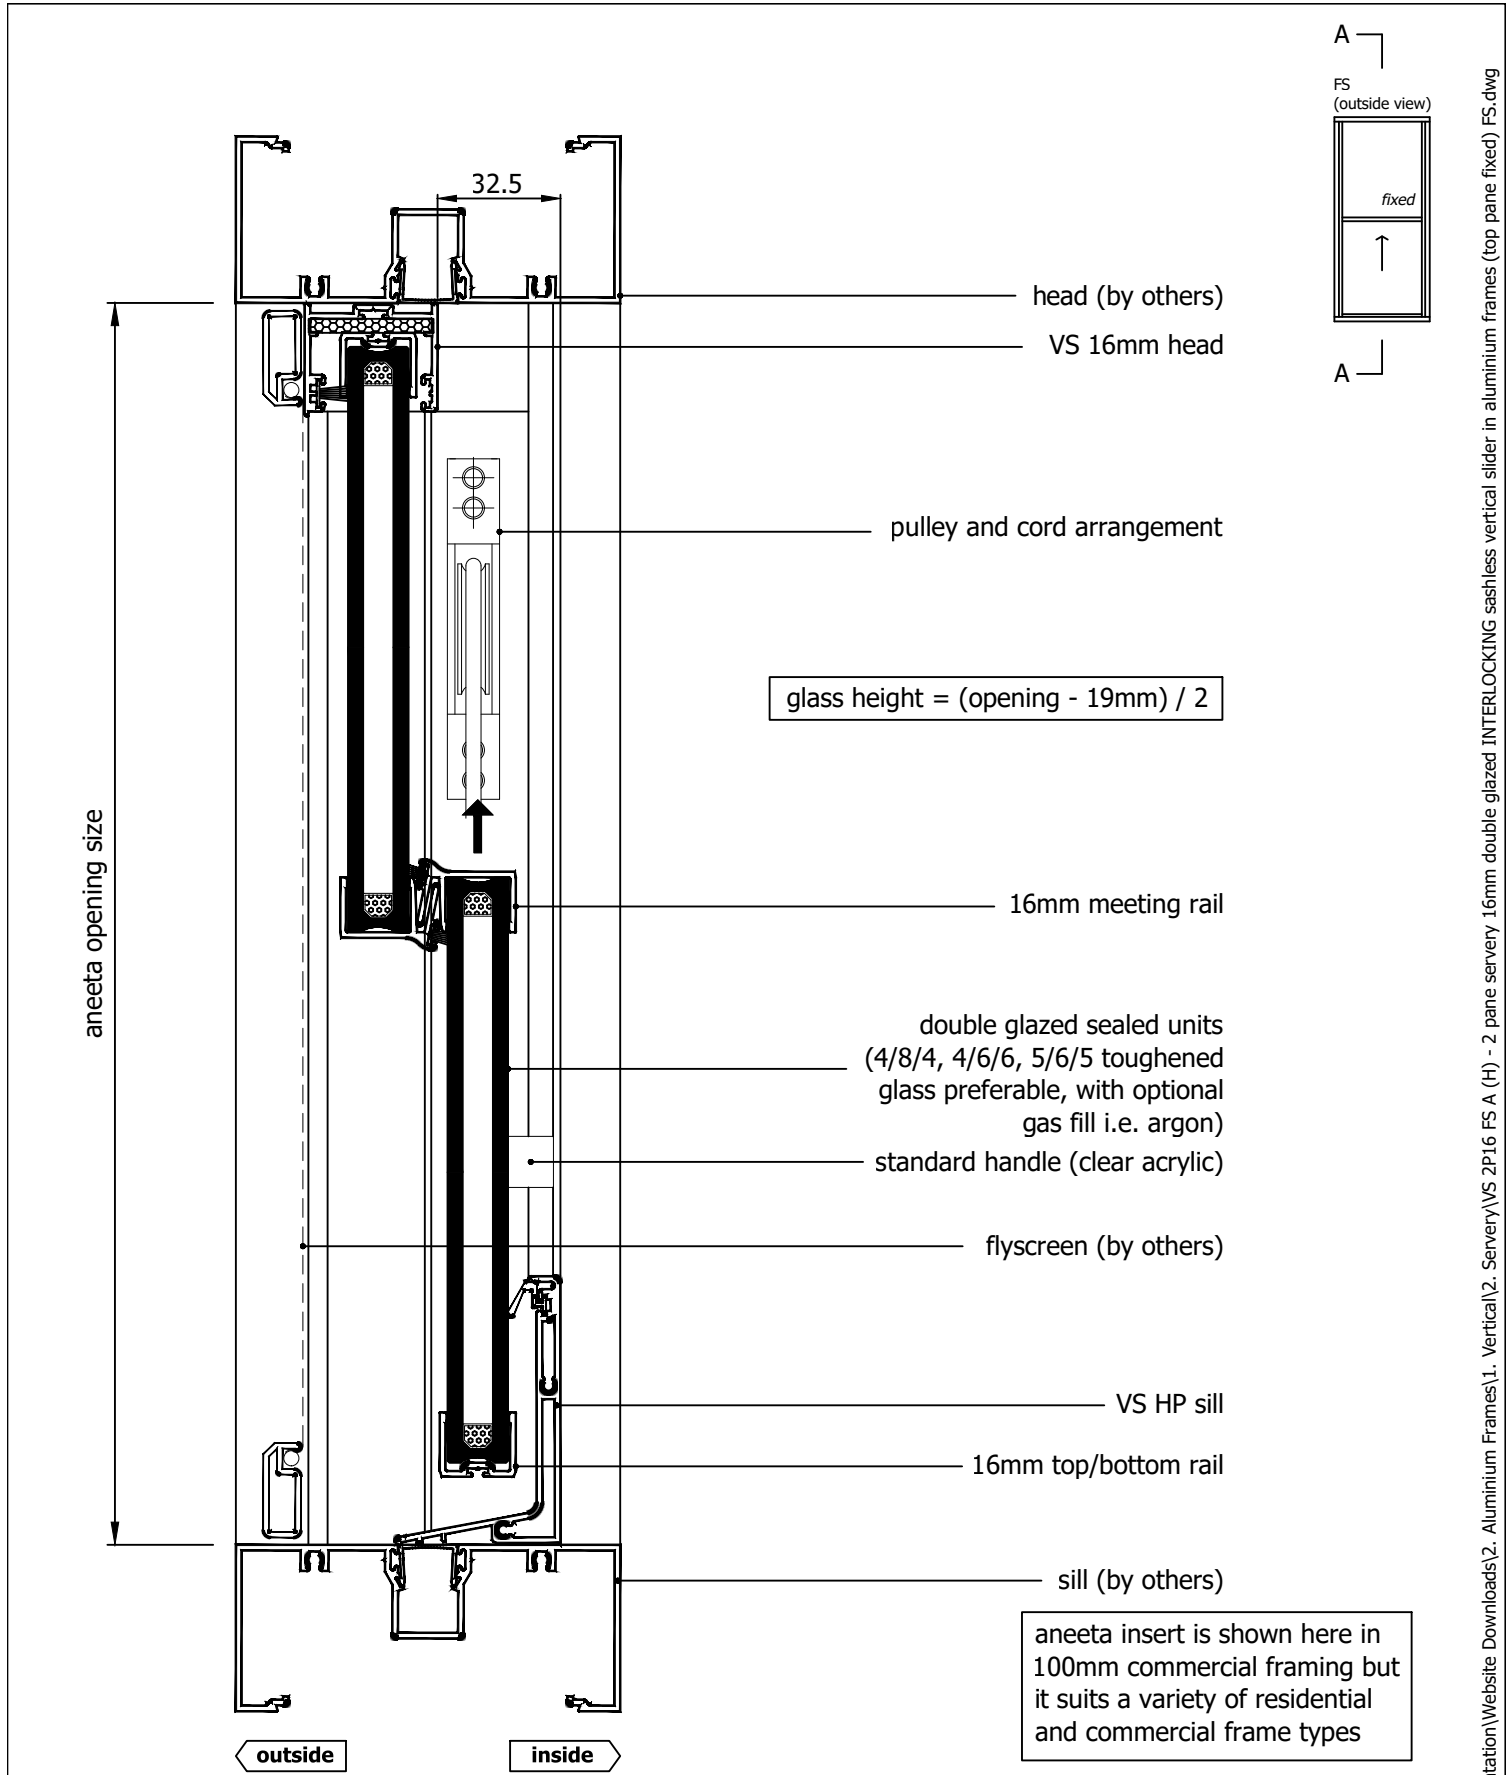 A
FS
(outside view)
fixed
A
32.5
head (by others)
VS 16mm head
pulley and cord arrangement
glass height = (opening - 19mm) / 2
aneeta opening size
16mm meeting rail
double glazed sealed units
(4/8/4, 4/6/6, 5/6/5 toughened
glass preferable, with optional
gas fill i.e. argon)
standard handle (clear acrylic)
flyscreen (by others)
VS HP sill
16mm top/bottom rail
sill (by others)
aneeta insert is shown here in
100mm commercial framing but
it suits a variety of residential
and commercial frame types
outside
inside
ntation\Website Downloads\2. Aluminium Frames\1. Vertical\2. Servery\VS 2P16 FS A (H) - 2 pane servery 16mm double glazed INTERLOCKING sashless vertical slider in aluminium frames (top pane fixed) FS.dwg